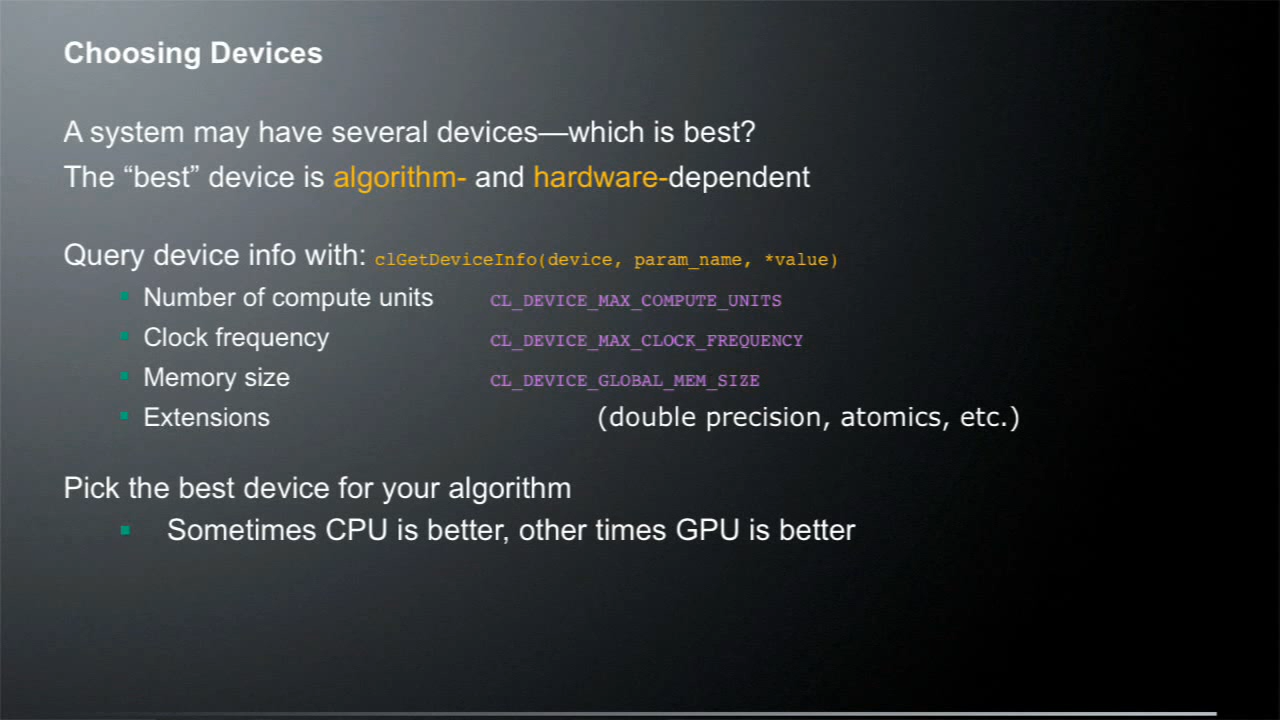 Choosing Devices
A system may have several devices—which is best?
The “best” device is algorithm- and hardware-dependent
Query device info with: clGetDeviceInfo(device, param_name, *value)
Number of compute units CL_DEVICE_MAX_COMPUTE_UNITS
Clock frequency CL_DEVICE_MAX_CLOCK_FREQUENCY
Memory size CL_DEVICE_GLOBAL_MEM_SIZE
Extensions (double precision, atomics, etc.)
Pick the best device for your algorithm
Sometimes CPU is better, other times GPU is better